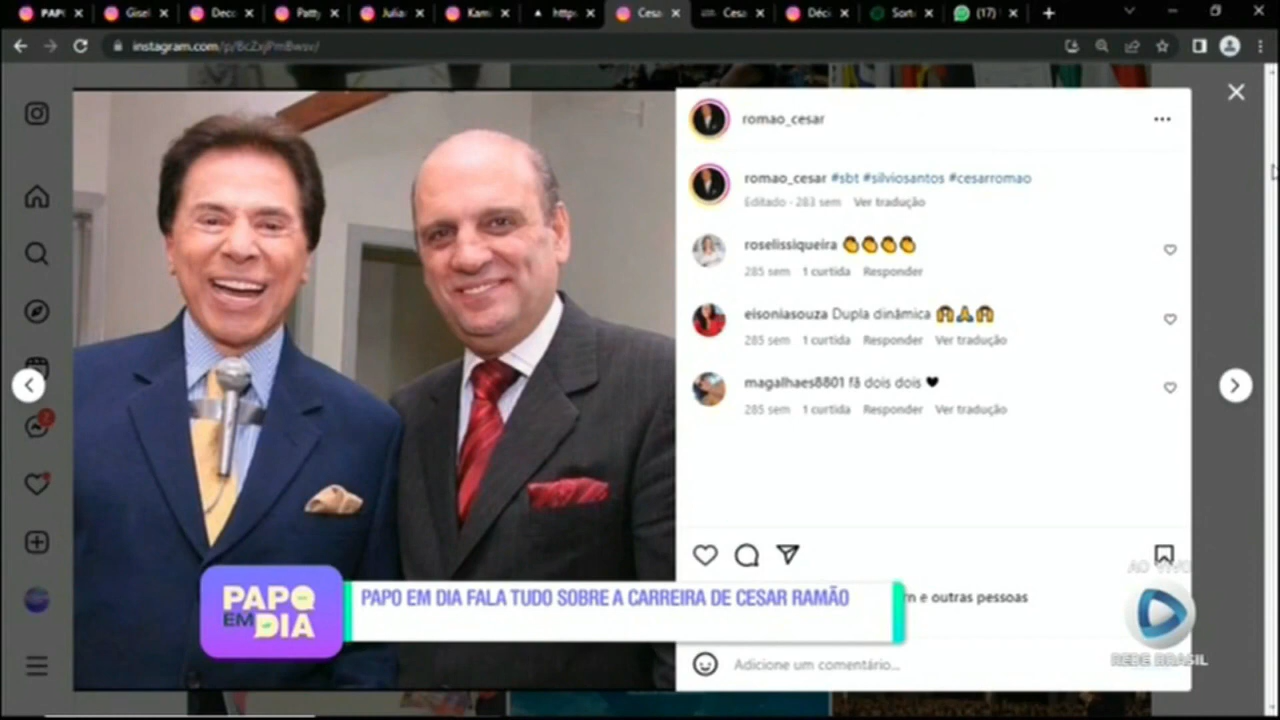 PAPO
Gisel
Deco
Patty
Julia
Kami
http
Cesa
Cesa
Déci
Sort
(17)
instagram.com/p/BcZxjPmBwsv/
romao_cesar
romao_cesar #sbt #silviosantos #cesarromao
Editado · 283 sem Ver tradução
roselissiqueira 👏👏👏👏
285 sem 1 curtida Responder
eisoniasouza Dupla dinâmica 🙌🙏🙌
285 sem 1 curtida Responder Ver tradução
magalhaes8801 fã dois dois 🖤
285 sem 1 curtida Responder Ver tradução
AO VIVO
m e outras pessoas
PAPO
EM DIA
PAPO EM DIA FALA TUDO SOBRE A CARREIRA DE CESAR RAMÃO
REDE BRASIL
Adicione um comentário...